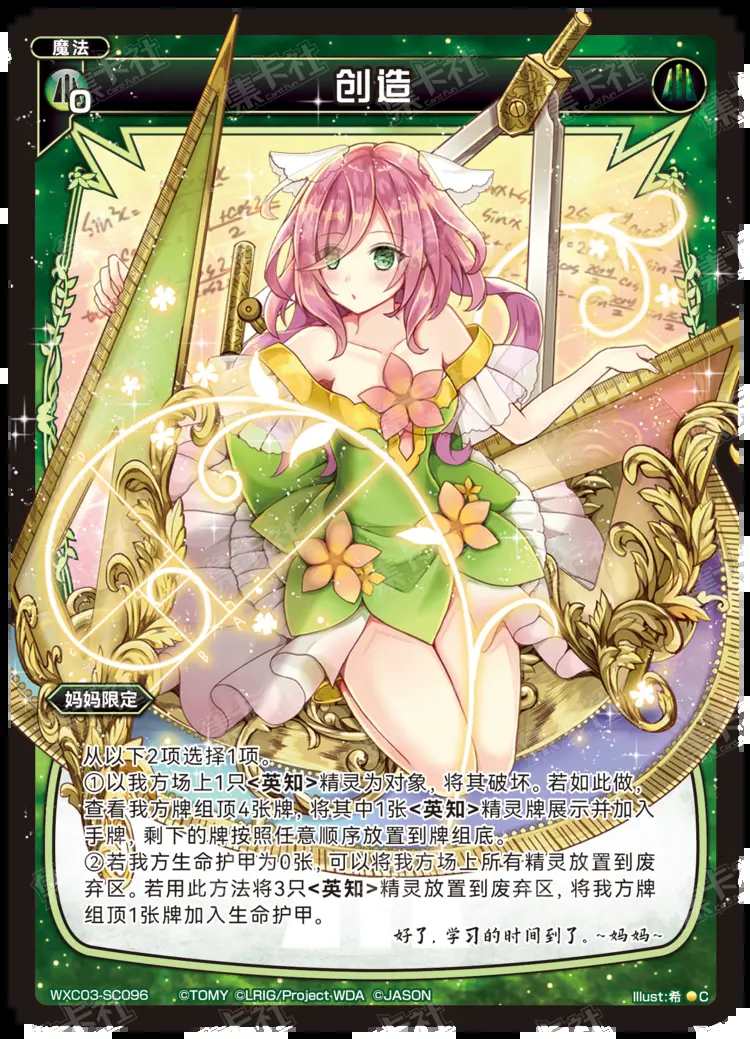 魔法
0
创造
妈妈限定
从以下2项选择1项。
①以我方场上1只<英知>精灵为对象，将其破坏。若如此做，
查看我方牌组顶4张牌，将其中1张<英知>精灵牌展示并加入
手牌，剩下的牌按照任意顺序放置到牌组底。
②若我方生命护甲为0张，可以将我方场上所有精灵放置到废
弃区。若用此方法将3只<英知>精灵放置到废弃区，将我方牌
组顶1张牌加入生命护甲。
好了，学习的时间到了。~妈妈~
WXC03-SC096 ©TOMY ©LRIG/Project WDA ©JASON
Illust:希 C
集卡社
Card Fun